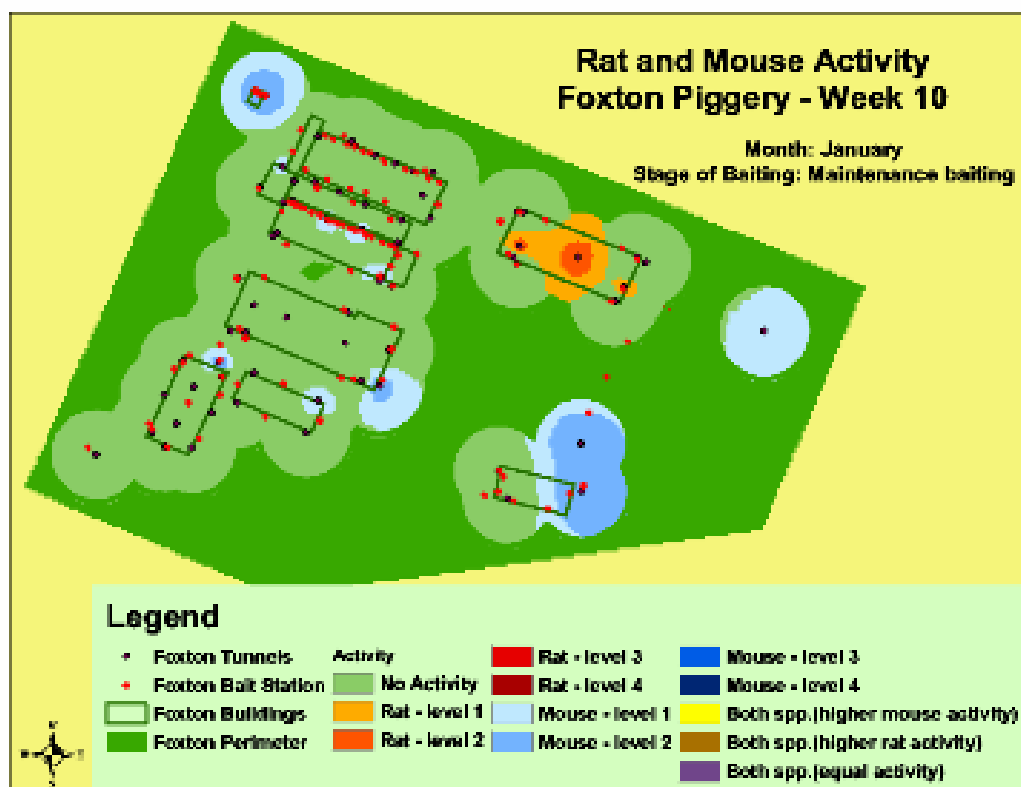 Rat and Mouse Activity
Foxton Piggery - Week 10
Month: January
Stage of Baiting: Maintenance baiting
Legend
Foxton Tunnels
Foxton Bait Station
Foxton Buildings
Foxton Perimeter
Activity
No Activity
Rat - level 1
Rat - level 2
Rat - level 3
Rat - level 4
Mouse - level 1
Mouse - level 2
Mouse - level 3
Mouse - level 4
Both spp.(higher mouse activity)
Both spp.(higher rat activity)
Both spp.(equal activity)